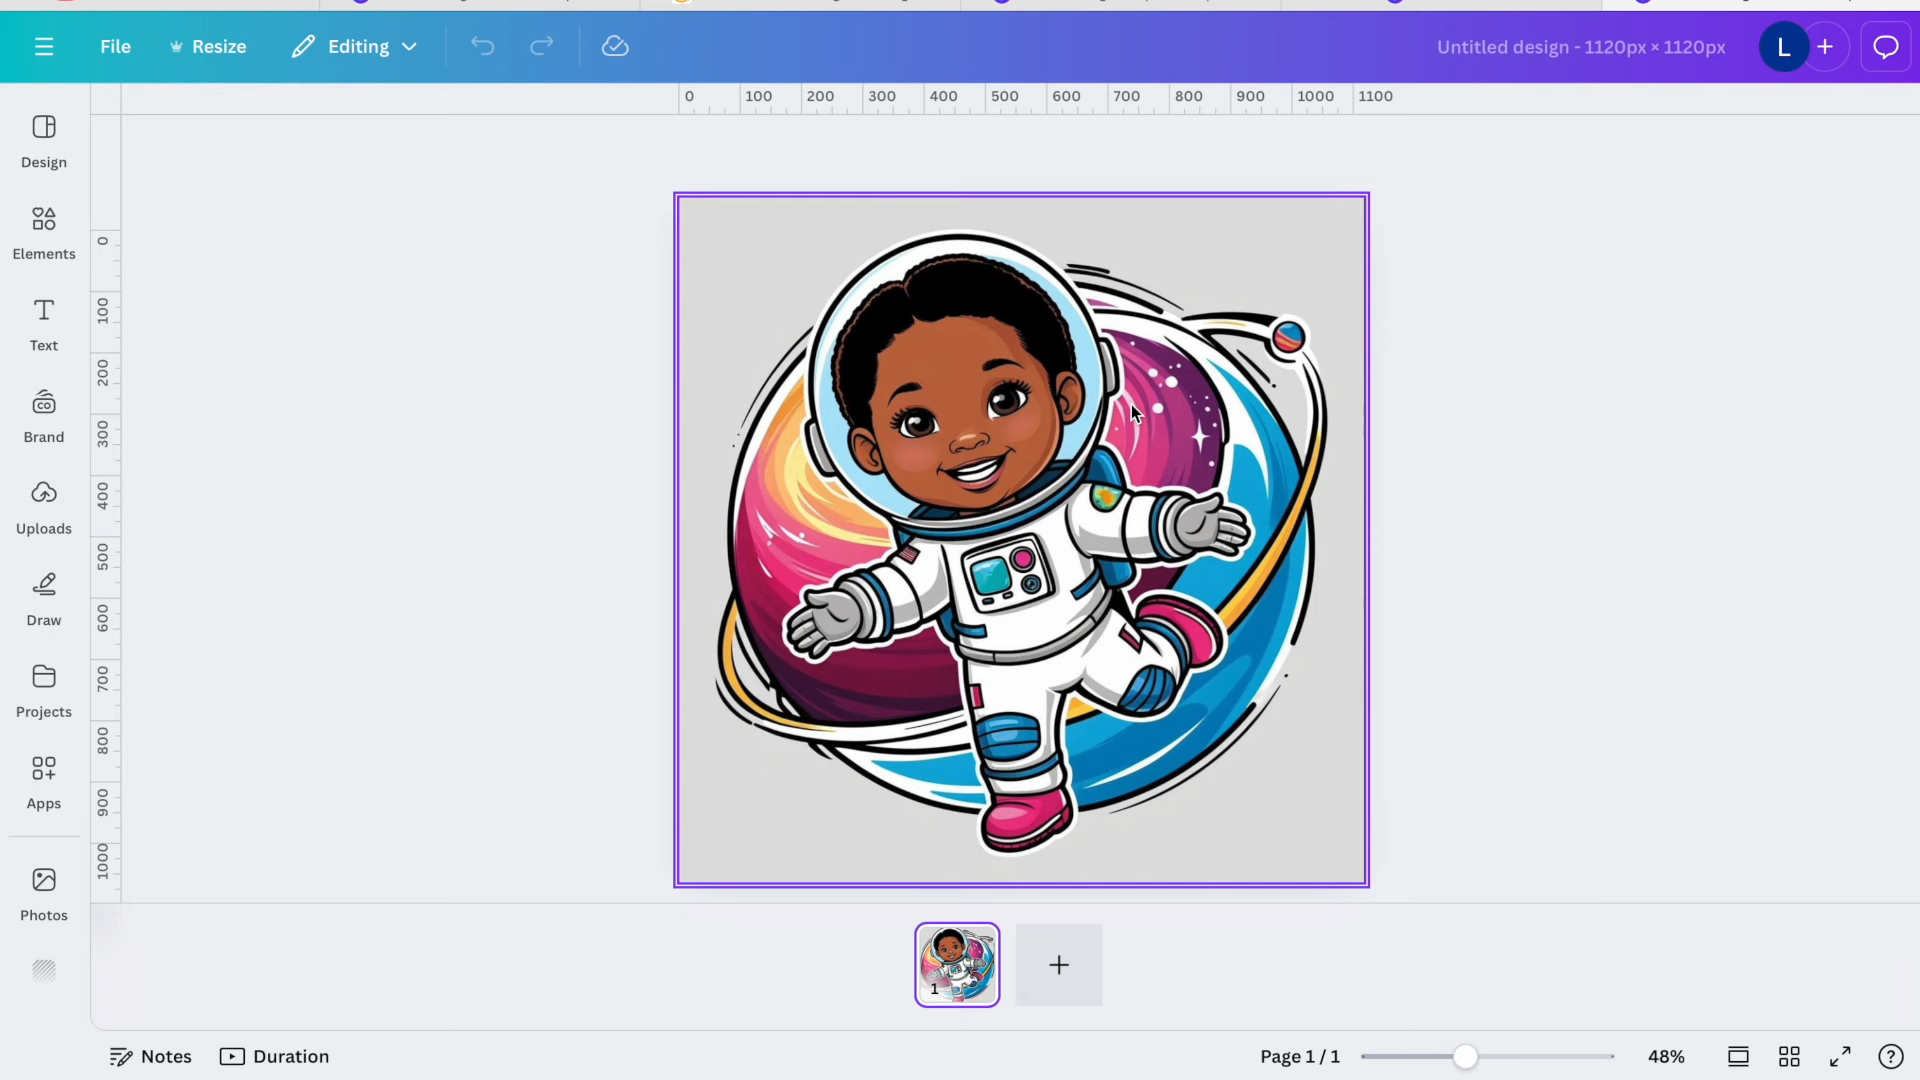 File
Resize
Editing
Untitled design - 1120px × 1120px
L
0 100 200 300 400 500 600 700 800 900 1000 1100
Design
Elements
Text
Brand
Uploads
Draw
Projects
Apps
Photos
0
100
200
300
400
500
600
700
800
900
1000
1
Notes
Duration
Page 1 / 1
48%